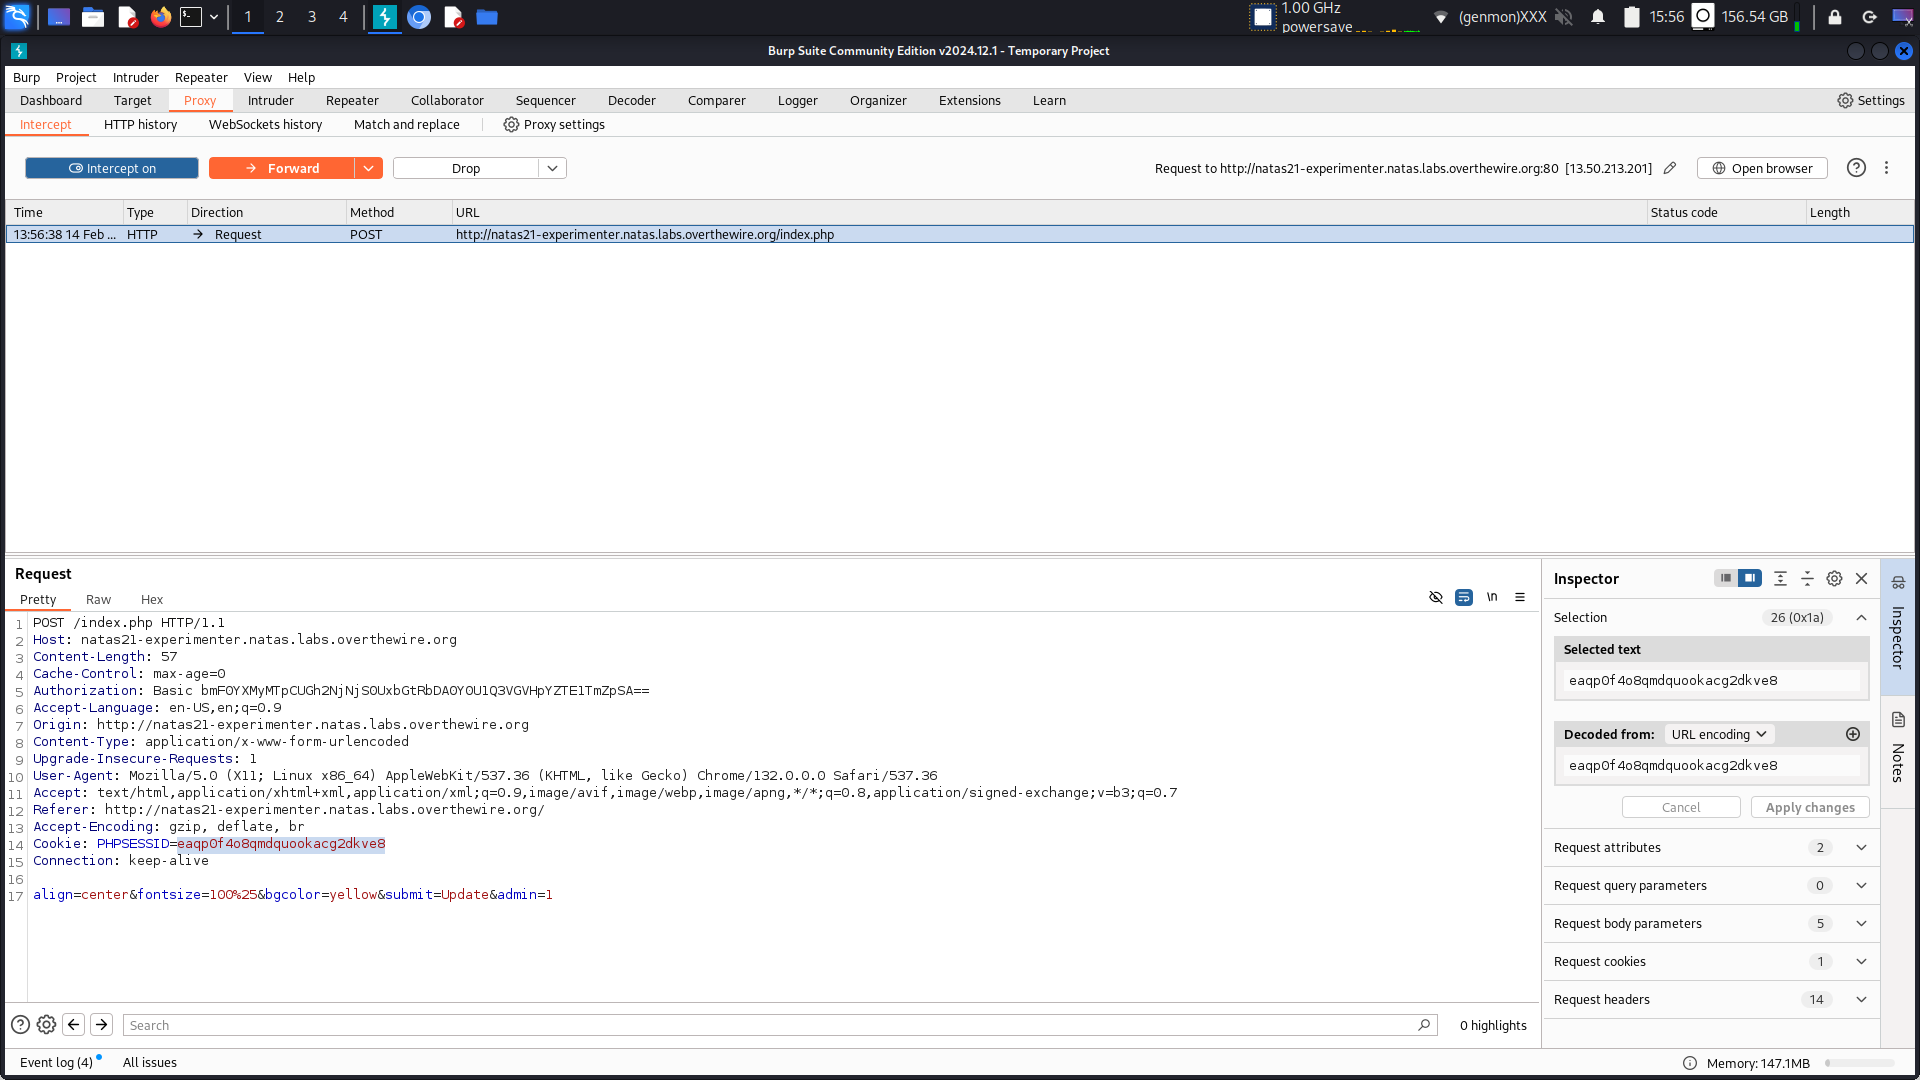 1 2 3 4 1.00 GHz
powersave (genmon)XXX 15:56 156.54 GB
Burp Suite Community Edition v2024.12.1 - Temporary Project
Burp Project Intruder Repeater View Help
Dashboard Target Proxy Intruder Repeater Collaborator Sequencer Decoder Comparer Logger Organizer Extensions Learn Settings
Intercept HTTP history WebSockets history Match and replace Proxy settings
Intercept on Forward Drop Request to http://natas21-experimenter.natas.labs.overthewire.org:80 [13.50.213.201] Open browser
Time Type Direction Method URL Status code Length
13:56:38 14 Feb ... HTTP → Request POST http://natas21-experimenter.natas.labs.overthewire.org/index.php
Request
Pretty Raw Hex \n
1 POST /index.php HTTP/1.1
2 Host: natas21-experimenter.natas.labs.overthewire.org
3 Content-Length: 57
4 Cache-Control: max-age=0
5 Authorization: Basic bmF0YXMyMTpCUGh2NjNjS0UxbGtRbDA0Y0U1Q3VGVHpYZTE1TmZpSA==
6 Accept-Language: en-US,en;q=0.9
7 Origin: http://natas21-experimenter.natas.labs.overthewire.org
8 Content-Type: application/x-www-form-urlencoded
9 Upgrade-Insecure-Requests: 1
10 User-Agent: Mozilla/5.0 (X11; Linux x86_64) AppleWebKit/537.36 (KHTML, like Gecko) Chrome/132.0.0.0 Safari/537.36
11 Accept: text/html,application/xhtml+xml,application/xml;q=0.9,image/avif,image/webp,image/apng,*/*;q=0.8,application/signed-exchange;v=b3;q=0.7
12 Referer: http://natas21-experimenter.natas.labs.overthewire.org/
13 Accept-Encoding: gzip, deflate, br
14 Cookie: PHPSESSID=eaqp0f4o8qmdquookacg2dkve8
15 Connection: keep-alive
16
17 align=center&fontsize=100%25&bgcolor=yellow&submit=Update&admin=1
Search 0 highlights
Inspector
Selection 26 (0x1a)
Selected text
eaqp0f4o8qmdquookacg2dkve8
Decoded from: URL encoding
eaqp0f4o8qmdquookacg2dkve8
Cancel Apply changes
Request attributes 2
Request query parameters 0
Request body parameters 5
Request cookies 1
Request headers 14
Inspector
Notes
Event log (4) All issues Memory: 147.1MB